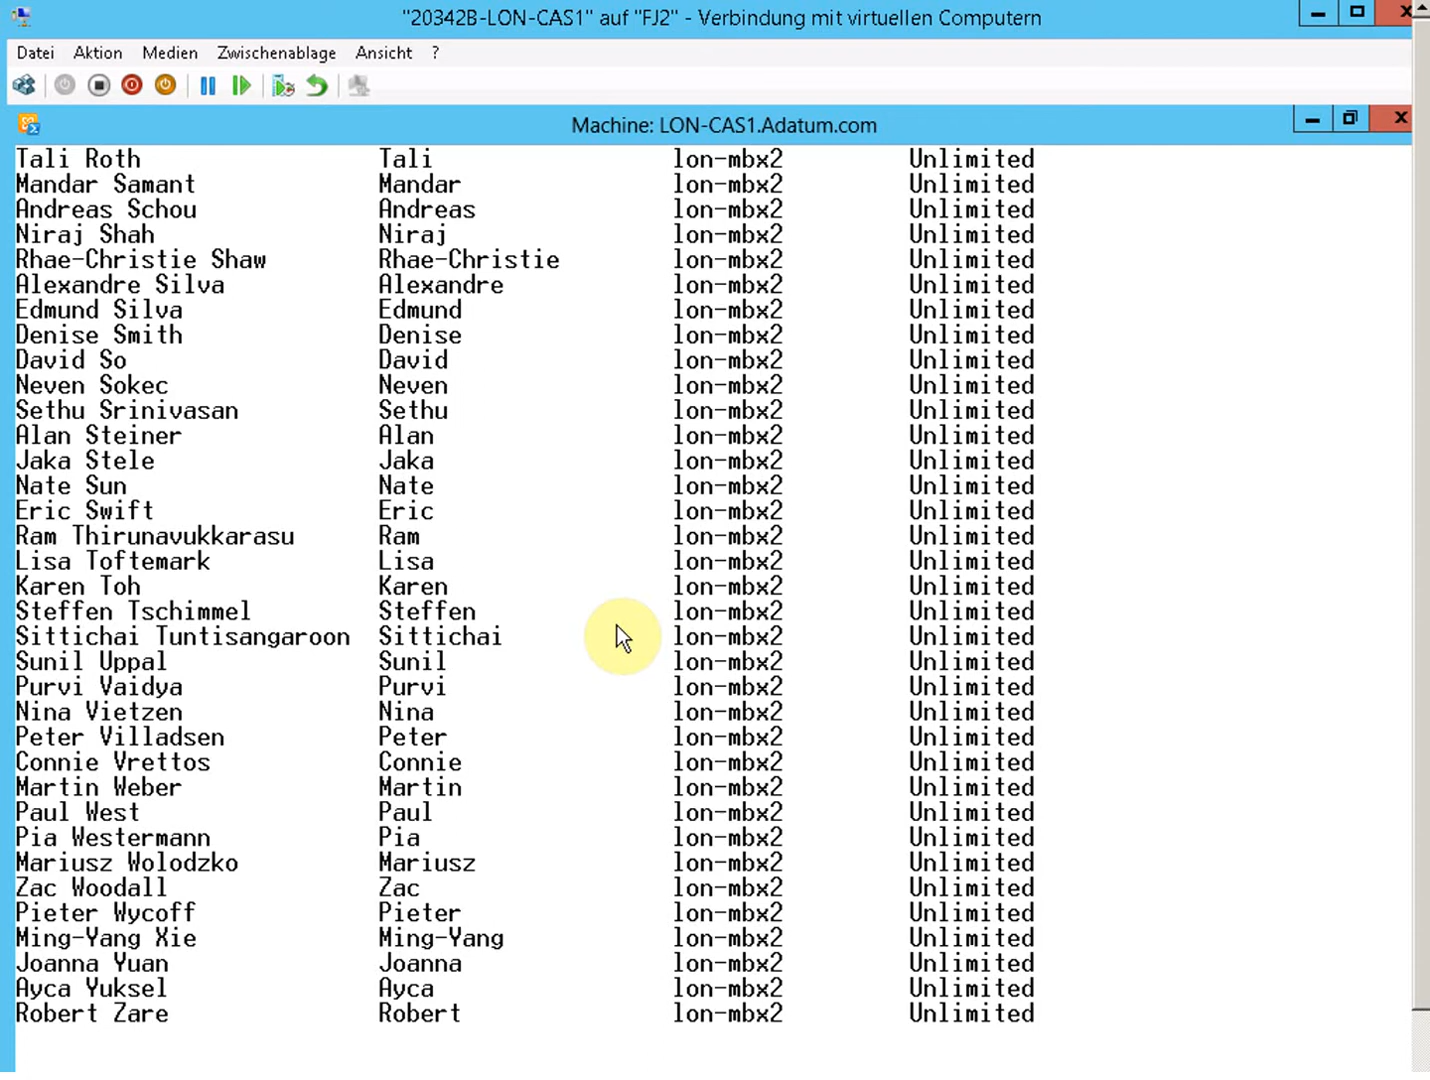 "20342B-LON-CAS1" auf "FJ2" - Verbindung mit virtuellen Computern
Datei Aktion Medien Zwischenablage Ansicht ?
Machine: LON-CAS1.Adatum.com
Tali Roth Tali lon-mbx2 Unlimited
Mandar Samant Mandar lon-mbx2 Unlimited
Andreas Schou Andreas lon-mbx2 Unlimited
Niraj Shah Niraj lon-mbx2 Unlimited
Rhae-Christie Shaw Rhae-Christie lon-mbx2 Unlimited
Alexandre Silva Alexandre lon-mbx2 Unlimited
Edmund Silva Edmund lon-mbx2 Unlimited
Denise Smith Denise lon-mbx2 Unlimited
David So David lon-mbx2 Unlimited
Neven Sokec Neven lon-mbx2 Unlimited
Sethu Srinivasan Sethu lon-mbx2 Unlimited
Alan Steiner Alan lon-mbx2 Unlimited
Jaka Stele Jaka lon-mbx2 Unlimited
Nate Sun Nate lon-mbx2 Unlimited
Eric Swift Eric lon-mbx2 Unlimited
Ram Thirunavukkarasu Ram lon-mbx2 Unlimited
Lisa Toftemark Lisa lon-mbx2 Unlimited
Karen Toh Karen lon-mbx2 Unlimited
Steffen Tschimmel Steffen lon-mbx2 Unlimited
Sittichai Tuntisangaroon Sittichai lon-mbx2 Unlimited
Sunil Uppal Sunil lon-mbx2 Unlimited
Purvi Vaidya Purvi lon-mbx2 Unlimited
Nina Vietzen Nina lon-mbx2 Unlimited
Peter Villadsen Peter lon-mbx2 Unlimited
Connie Vrettos Connie lon-mbx2 Unlimited
Martin Weber Martin lon-mbx2 Unlimited
Paul West Paul lon-mbx2 Unlimited
Pia Westermann Pia lon-mbx2 Unlimited
Mariusz Wolodzko Mariusz lon-mbx2 Unlimited
Zac Woodall Zac lon-mbx2 Unlimited
Pieter Wycoff Pieter lon-mbx2 Unlimited
Ming-Yang Xie Ming-Yang lon-mbx2 Unlimited
Joanna Yuan Joanna lon-mbx2 Unlimited
Ayca Yuksel Ayca lon-mbx2 Unlimited
Robert Zare Robert lon-mbx2 Unlimited